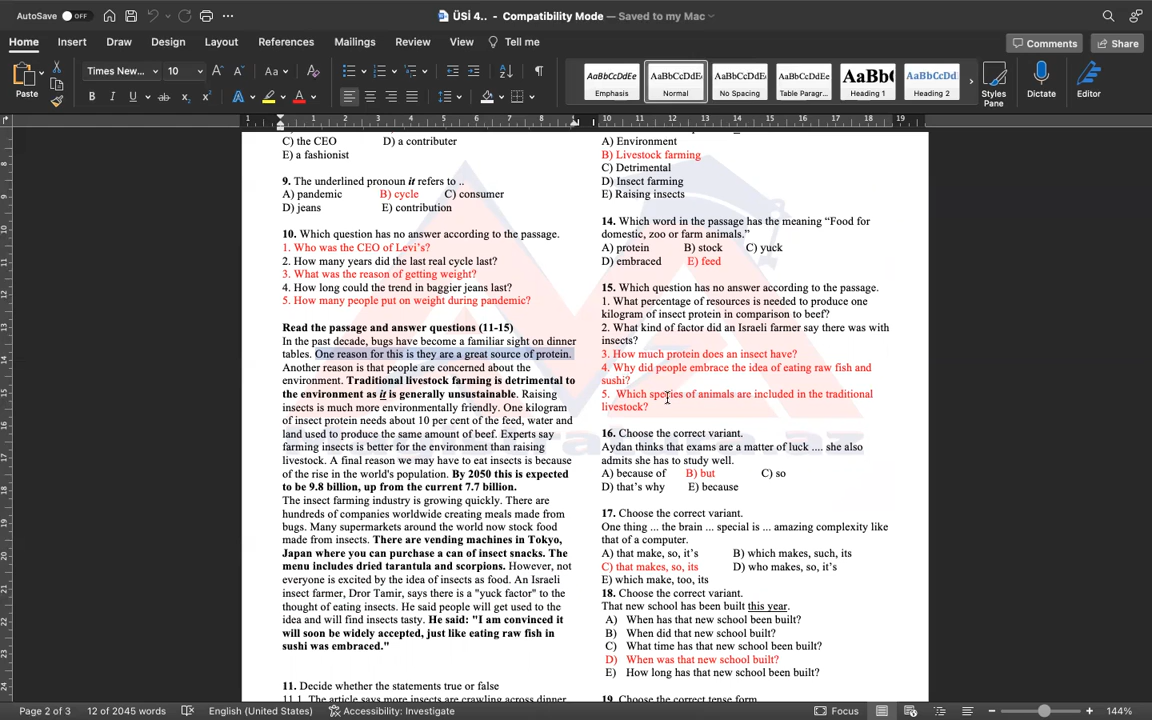 AutoSave OFF
ÜSİ 4.. - Compatibility Mode — Saved to my Mac
Home Insert Draw Design Layout References Mailings Review View Tell me
Comments Share
Paste
Times New... 10
Aa
AaBbCcDdEe Emphasis
AaBbCcDdE Normal
AaBbCcDdE No Spacing
AaBbCcDdEe Table Paragr...
AaBb( Heading 1
AaBbCcDd Heading 2
Styles Pane
Dictate
Editor
C) the CEO D) a contributer
E) a fashionist
9. The underlined pronoun it refers to ..
A) pandemic B) cycle C) consumer
D) jeans E) contribution
10. Which question has no answer according to the passage.
1. Who was the CEO of Levi's?
2. How many years did the last real cycle last?
3. What was the reason of getting weight?
4. How long could the trend in baggier jeans last?
5. How many people put on weight during pandemic?
Read the passage and answer questions (11-15)
In the past decade, bugs have become a familiar sight on dinner
tables. One reason for this is they are a great source of protein.
Another reason is that people are concerned about the
environment. Traditional livestock farming is detrimental to
the environment as it is generally unsustainable. Raising
insects is much more environmentally friendly. One kilogram
of insect protein needs about 10 per cent of the feed, water and
land used to produce the same amount of beef. Experts say
farming insects is better for the environment than raising
livestock. A final reason we may have to eat insects is because
of the rise in the world's population. By 2050 this is expected
to be 9.8 billion, up from the current 7.7 billion.
The insect farming industry is growing quickly. There are
hundreds of companies worldwide creating meals made from
bugs. Many supermarkets around the world now stock food
made from insects. There are vending machines in Tokyo,
Japan where you can purchase a can of insect snacks. The
menu includes dried tarantula and scorpions. However, not
everyone is excited by the idea of insects as food. An Israeli
insect farmer, Dror Tamir, says there is a "yuck factor" to the
thought of eating insects. He said people will get used to the
idea and will find insects tasty. He said: "I am convinced it
will soon be widely accepted, just like eating raw fish in
sushi was embraced."
11. Decide whether the statements true or false
11.1. The article says more insects are crawling across dinner
A) Environment
B) Livestock farming
C) Detrimental
D) Insect farming
E) Raising insects
14. Which word in the passage has the meaning "Food for
domestic, zoo or farm animals."
A) protein B) stock C) yuck
D) embraced E) feed
15. Which question has no answer according to the passage.
1. What percentage of resources is needed to produce one
kilogram of insect protein in comparison to beef?
2. What kind of factor did an Israeli farmer say there was with
insects?
3. How much protein does an insect have?
4. Why did people embrace the idea of eating raw fish and
sushi?
5. Which species of animals are included in the traditional
livestock?
16. Choose the correct variant.
Aydan thinks that exams are a matter of luck .... she also
admits she has to study well.
A) because of B) but C) so
D) that's why E) because
17. Choose the correct variant.
One thing ... the brain ... special is ... amazing complexity like
that of a computer.
A) that make, so, it's B) which makes, such, its
C) that makes, so, its D) who makes, so, it's
E) which make, too, its
18. Choose the correct variant.
That new school has been built this year.
A) When has that new school been built?
B) When did that new school built?
C) What time has that new school been built?
D) When was that new school built?
E) How long has that new school been built?
19. Choose the correct tense form.
Page 2 of 3 12 of 2045 words English (United States) Accessibility: Investigate
Focus 144%